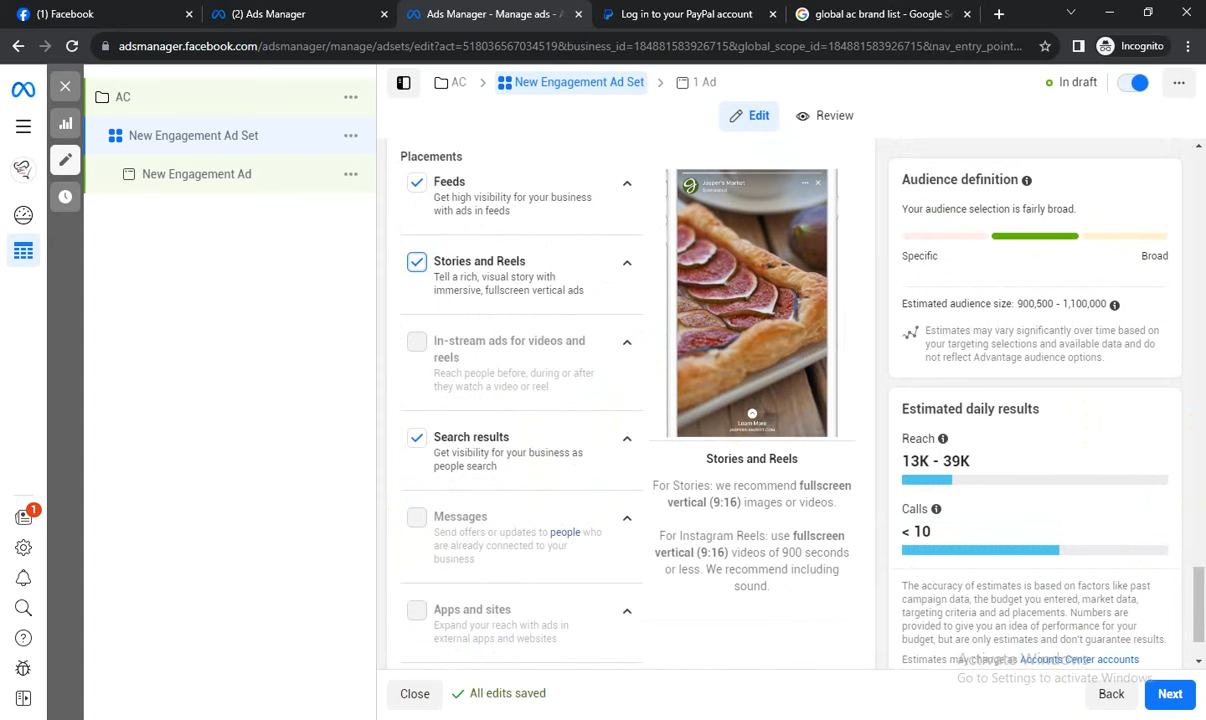 (1) Facebook
(2) Ads Manager
Ads Manager - Manage ads - A
Log in to your PayPal account
global ac brand list - Google S
adsmanager.facebook.com/adsmanager/manage/adsets/edit?act=518036567034519&business_id=184881583926715&global_scope_id=184881583926715&nav_entry_point...
Incognito
AC
New Engagement Ad Set
New Engagement Ad
AC
New Engagement Ad Set
1 Ad
In draft
Edit
Review
Placements
Feeds
Get high visibility for your business
with ads in feeds
Stories and Reels
Tell a rich, visual story with
immersive, fullscreen vertical ads
In-stream ads for videos and
reels
Reach people before, during or after
they watch a video or reel
Search results
Get visibility for your business as
people search
Messages
Send offers or updates to people who
are already connected to your
business
Apps and sites
Expand your reach with ads in
external apps and websites
Jasper's Market
Sponsored
Learn More
Stories and Reels
For Stories: we recommend fullscreen
vertical (9:16) images or videos.
For Instagram Reels: use fullscreen
vertical (9:16) videos of 900 seconds
or less. We recommend including
sound.
Audience definition
Your audience selection is fairly broad.
Specific
Broad
Estimated audience size: 900,500 - 1,100,000
Estimates may vary significantly over time based on
your targeting selections and available data and do
not reflect Advantage audience options.
Estimated daily results
Reach
13K - 39K
Calls
< 10
The accuracy of estimates is based on factors like past
campaign data, the budget you entered, market data,
targeting criteria and ad placements. Numbers are
provided to give you an idea of performance for your
budget, but are only estimates and don't guarantee results.
Estimates may change as Accounts Center accounts
Activate Windows
Go to Settings to activate Windows.
1
Close
All edits saved
Back
Next